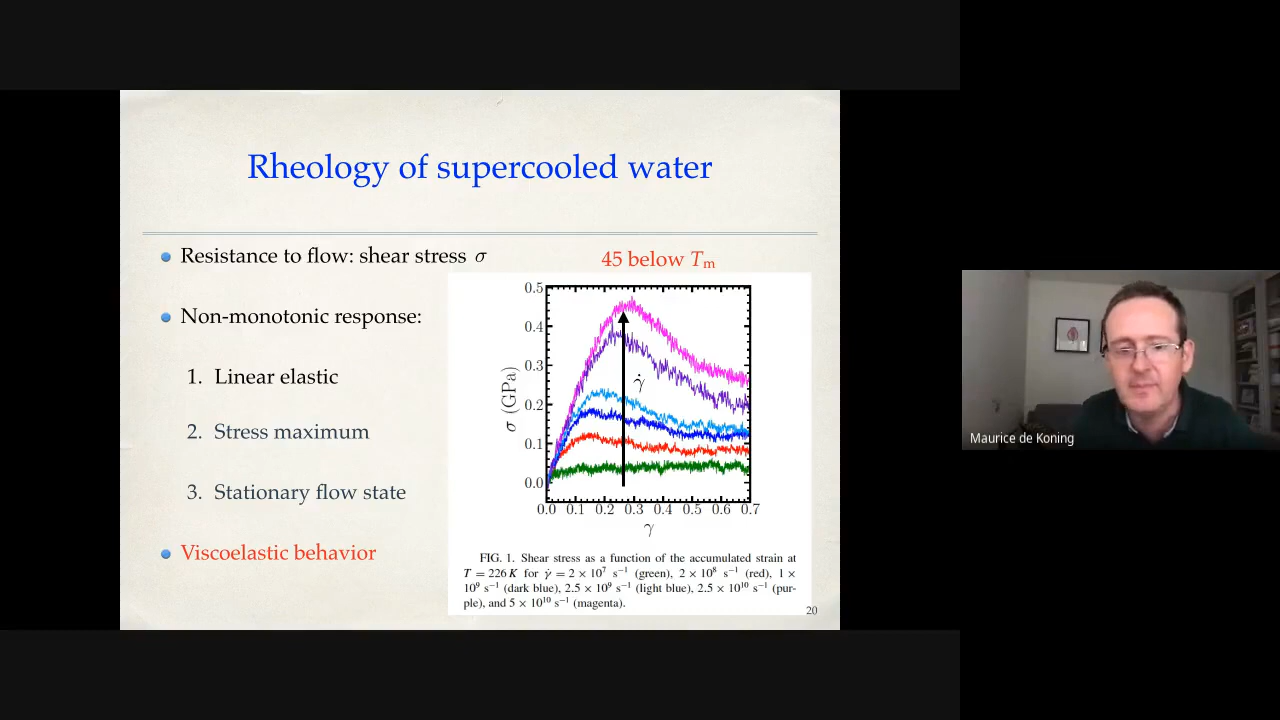 Rheology of supercooled water
Resistance to flow: shear stress σ
Non-monotonic response:
1. Linear elastic
2. Stress maximum
3. Stationary flow state
Viscoelastic behavior
45 below Tm
0.5
0.4
0.3
0.2
0.1
0.0
σ (GPa)
γ̇
0.0 0.1 0.2 0.3 0.4 0.5 0.6 0.7
γ
FIG. 1. Shear stress as a function of the accumulated strain at
T = 226 K for γ̇ = 2 × 10⁷ s⁻¹ (green), 2 × 10⁸ s⁻¹ (red), 1 ×
10⁹ s⁻¹ (dark blue), 2.5 × 10⁹ s⁻¹ (light blue), 2.5 × 10¹⁰ s⁻¹ (pur-
ple), and 5 × 10¹⁰ s⁻¹ (magenta).
20
Maurice de Koning